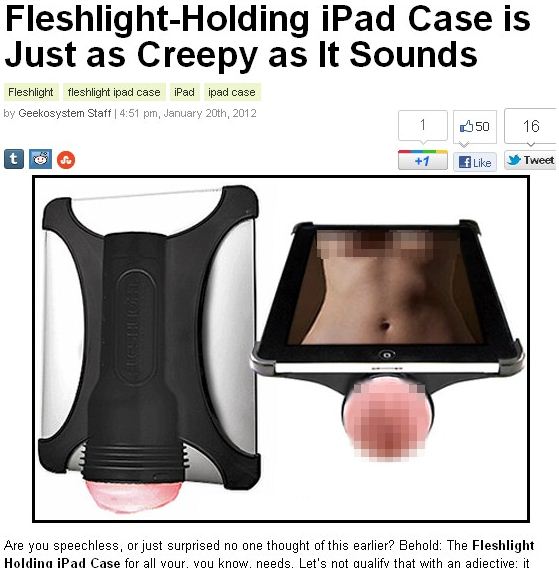 Fleshlight-Holding iPad Case is
Just as Creepy as It Sounds
Fleshlight fleshlight ipad case iPad ipad case
by Geekosystem Staff | 4:51 pm, January 20th, 2012
1 50 16
t +1 Like Tweet
FLESHLIGHT
Are you speechless, or just surprised no one thought of this earlier? Behold: The Fleshlight
Holding iPad Case for all your, you know, needs. Let's not qualify that with an adjective; it